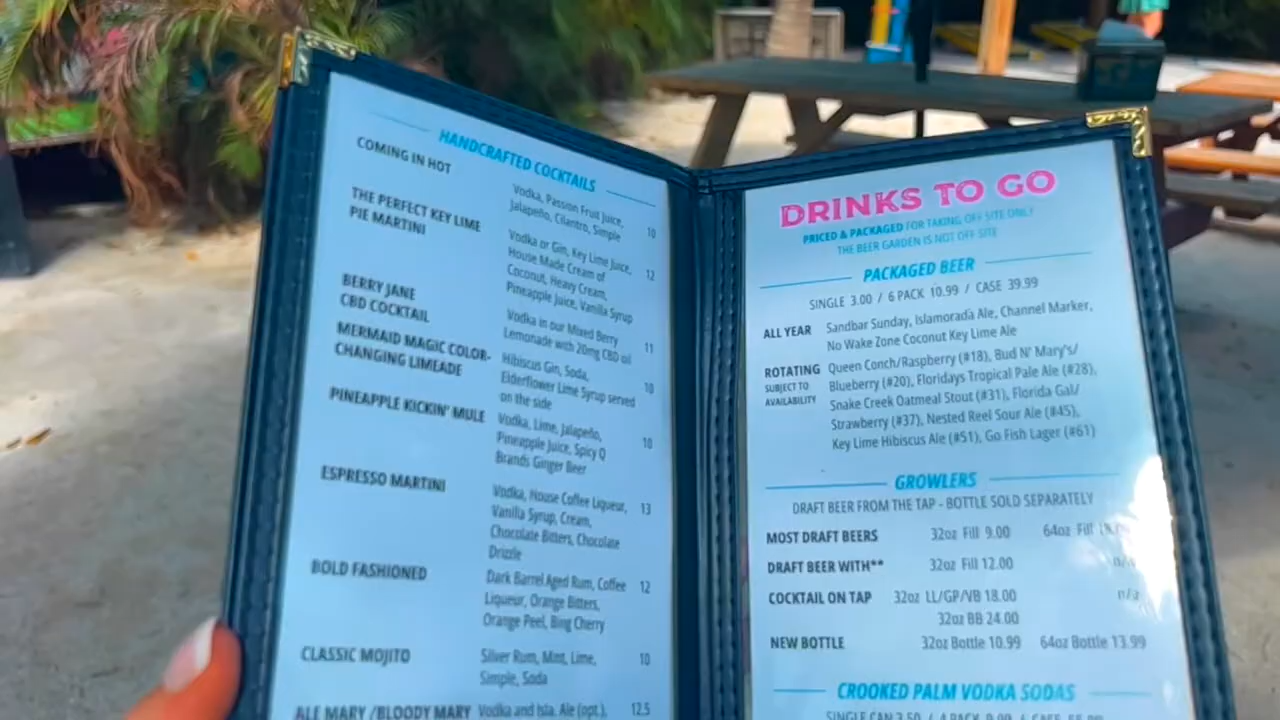 HANDCRAFTED COCKTAILS
COMING IN HOT
Vodka, Passion Fruit Juice,
Jalapeño, Cilantro, Simple 10
THE PERFECT KEY LIME
PIE MARTINI
Vodka or Gin, Key Lime Juice, 12
House Made Cream of
Coconut, Heavy Cream,
Pineapple Juice, Vanilla Syrup
BERRY JANE
CBD COCKTAIL
Vodka in our Mixed Berry
Lemonade with 20mg CBD oil 11
MERMAID MAGIC COLOR-
CHANGING LIMEADE
Hibiscus Gin, Soda,
Elderflower Lime Syrup served 10
on the side
PINEAPPLE KICKIN' MULE
Vodka, Lime, Jalapeño, 10
Pineapple Juice, Spicy Q
Brands Ginger Beer
ESPRESSO MARTINI
Vodka, House Coffee Liqueur, 13
Vanilla Syrup, Cream,
Chocolate Bitters, Chocolate
Drizzle
BOLD FASHIONED
Dark Barrel Aged Rum, Coffee 12
Liqueur, Orange Bitters,
Orange Peel, Bing Cherry
CLASSIC MOJITO
Silver Rum, Mint, Lime, 10
Simple, Soda
ALE MARY /BLOODY MARY Vodka and Isla. Ale (opt.), 12.5
DRINKS TO GO
PRICED & PACKAGED FOR TAKING OFF SITE ONLY
THE BEER GARDEN IS NOT OFF SITE
PACKAGED BEER
SINGLE 3.00 / 6 PACK 10.99 / CASE 39.99
ALL YEAR Sandbar Sunday, Islamorada Ale, Channel Marker,
No Wake Zone Coconut Key Lime Ale
ROTATING Queen Conch/Raspberry (#18), Bud N' Mary's/
SUBJECT TO Blueberry (#20), Floridays Tropical Pale Ale (#28),
AVAILABILITY Snake Creek Oatmeal Stout (#31), Florida Gal/
Strawberry (#37), Nested Reel Sour Ale (#45),
Key Lime Hibiscus Ale (#51), Go Fish Lager (#61)
GROWLERS
DRAFT BEER FROM THE TAP - BOTTLE SOLD SEPARATELY
MOST DRAFT BEERS 32oz Fill 9.00 64oz Fill
DRAFT BEER WITH** 32oz Fill 12.00 n/a
COCKTAIL ON TAP 32oz LL/GP/VB 18.00 n/a
32oz BB 24.00
NEW BOTTLE 32oz Bottle 10.99 64oz Bottle 13.99
CROOKED PALM VODKA SODAS
SINGLE CAN 3.50 / 4 PACK 9.99 / CASE